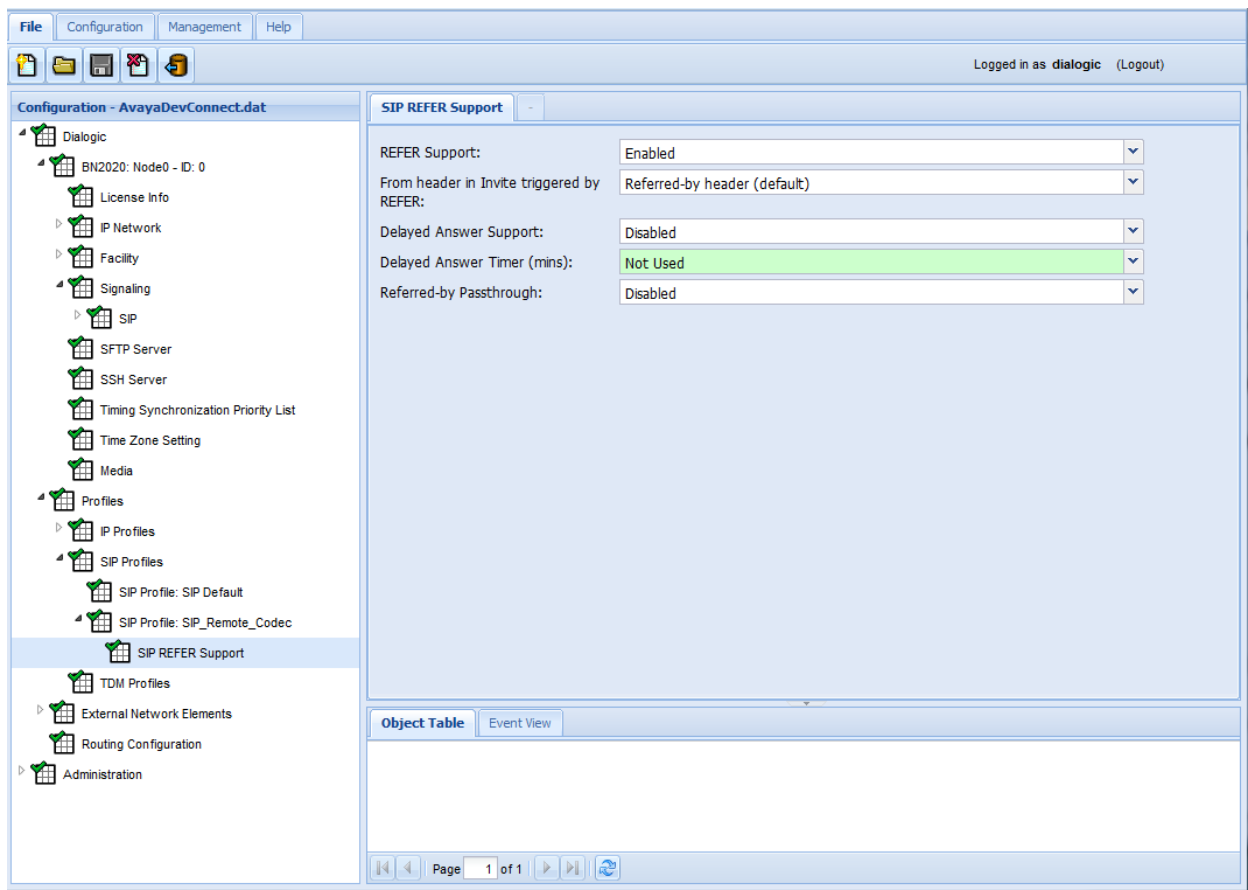 File Configuration Management Help
Logged in as dialogic (Logout)
Configuration - AvayaDevConnect.dat
Dialogic
BN2020: Node0 - ID: 0
License Info
IP Network
Facility
Signaling
SIP
SFTP Server
SSH Server
Timing Synchronization Priority List
Time Zone Setting
Media
Profiles
IP Profiles
SIP Profiles
SIP Profile: SIP Default
SIP Profile: SIP_Remote_Codec
SIP REFER Support
TDM Profiles
External Network Elements
Routing Configuration
Administration
SIP REFER Support -
REFER Support: Enabled
From header in Invite triggered by Referred-by header (default)
REFER:
Delayed Answer Support: Disabled
Delayed Answer Timer (mins): Not Used
Referred-by Passthrough: Disabled
Object Table Event View
Page 1 of 1